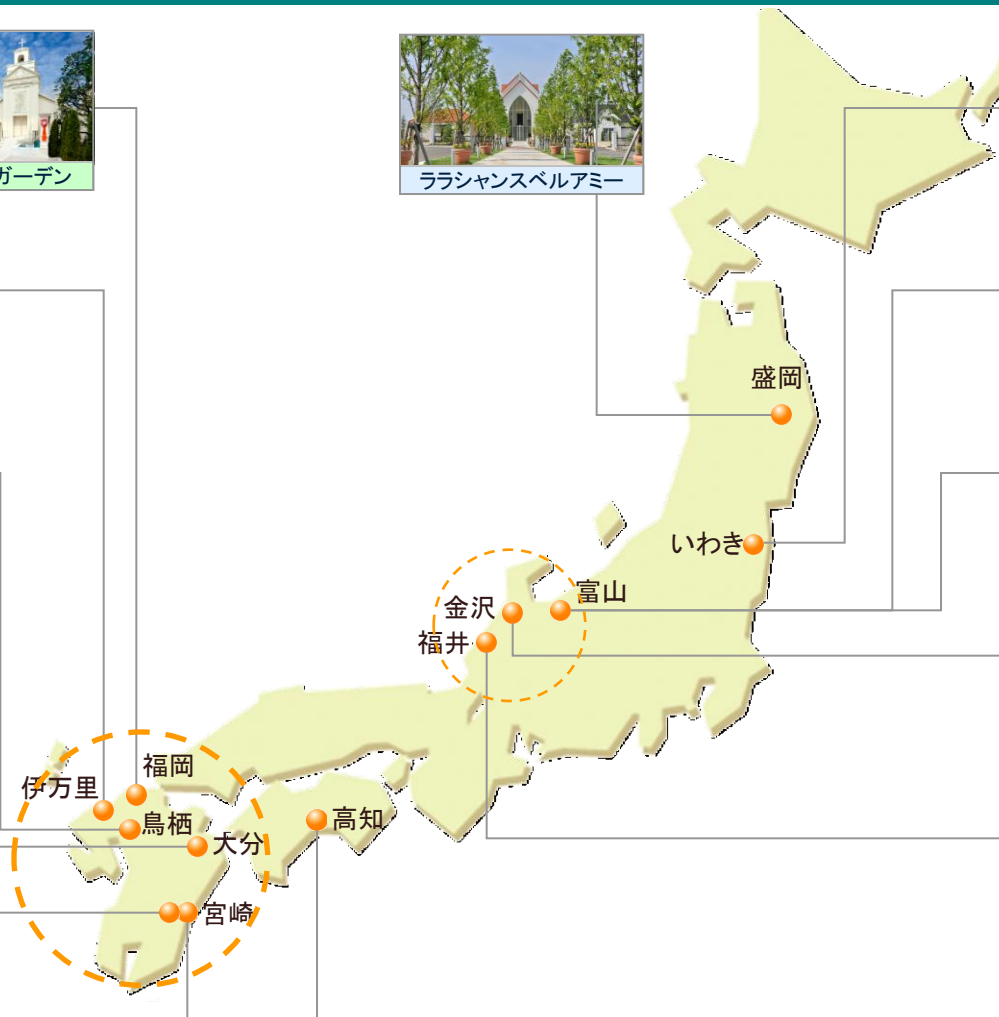 ガーデン
ララシャンスベルアミー
盛岡
いわき
富山
金沢
福井
福岡
伊万里
鳥栖
高知
大分
宮崎